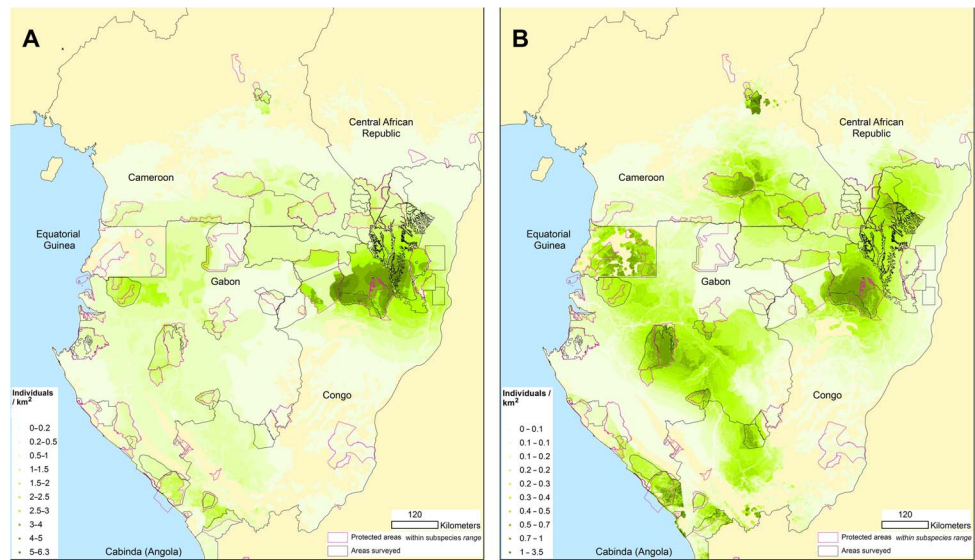 A
Central African
Republic
Cameroon
Equatorial
Guinea
Gabon
Congo
Individuals
/ km²
0–0.2
0.2–0.5
0.5–1
1–1.5
1.5–2
2–2.5
2.5–3
3–4
4–5
5–6.3
120
Kilometers
Protected areas within subspecies range
Areas surveyed
Cabinda (Angola)
B
Central African
Republic
Cameroon
Equatorial
Guinea
Gabon
Congo
Individuals /
km²
0 – 0.1
0.1 – 0.1
0.1 – 0.2
0.2 – 0.2
0.2 – 0.3
0.3 – 0.4
0.4 – 0.5
0.5 – 0.7
0.7 – 1
1 – 3.5
120
Kilometers
Protected areas within subspecies range
Areas surveyed
Cabinda (Angola)